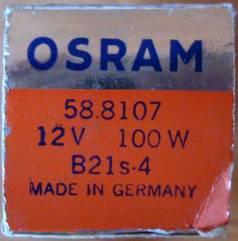 OSRAM
58.8107
12V 100W
B21s-4
MADE IN GERMANY